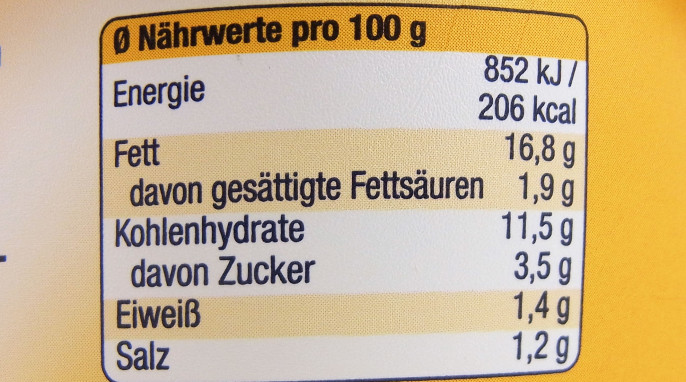 Ø Nährwerte pro 100 g
Energie 852 kJ /
206 kcal
Fett 16,8 g
davon gesättigte Fettsäuren 1,9 g
Kohlenhydrate 11,5 g
davon Zucker 3,5 g
Eiweiß 1,4 g
Salz 1,2 g